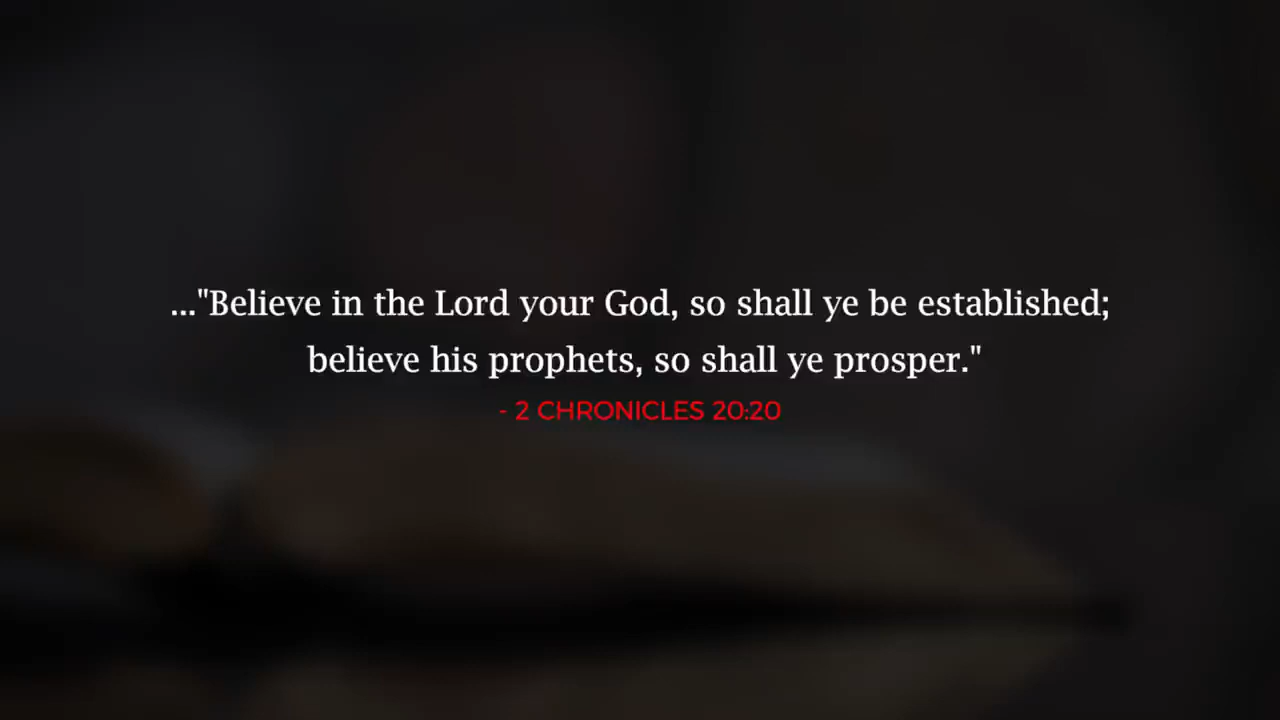 ..."Believe in the Lord your God, so shall ye be established;
believe his prophets, so shall ye prosper."
- 2 CHRONICLES 20:20